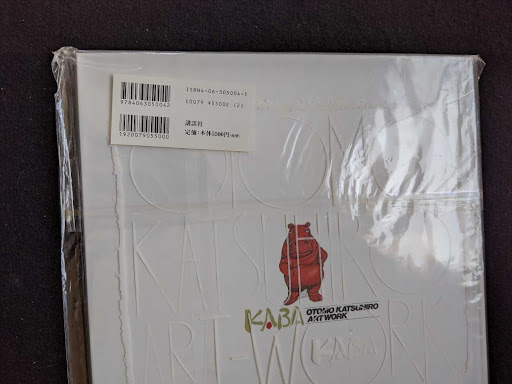 ISBN4-06-305004-1
C0079 ¥5500E (2)
9784063050042
1920079055000
講談社
定価:本体5500円(税別)
OTOMO
KATSUHIRO
ART-WORK
KABA
KABA
OTOMO KATSUHIRO
ART WORK